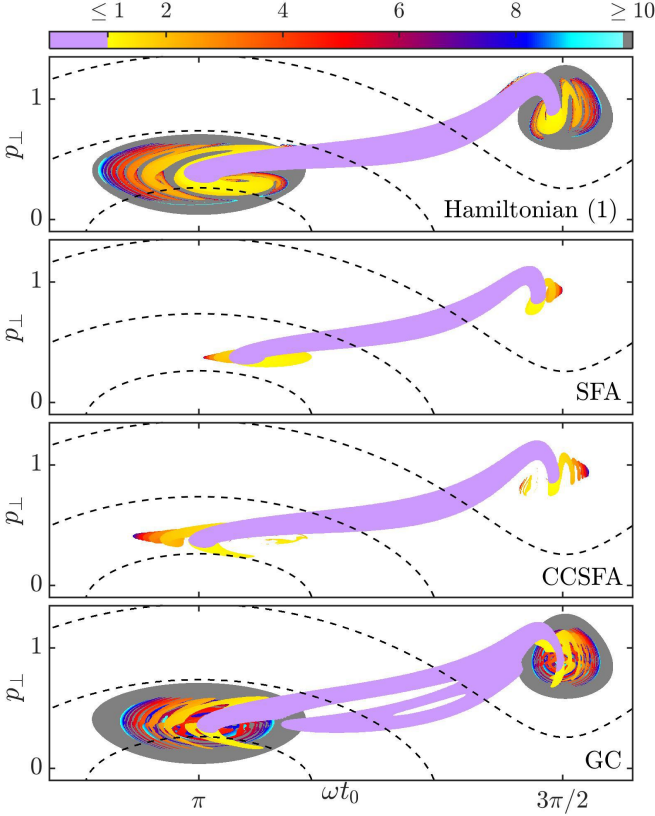 ≤ 1 2 4 6 8 ≥ 10
1
p⊥
0
Hamiltonian (1)
1
p⊥
0
SFA
1
p⊥
0
CCSFA
1
p⊥
0
GC
π ωt₀ 3π/2